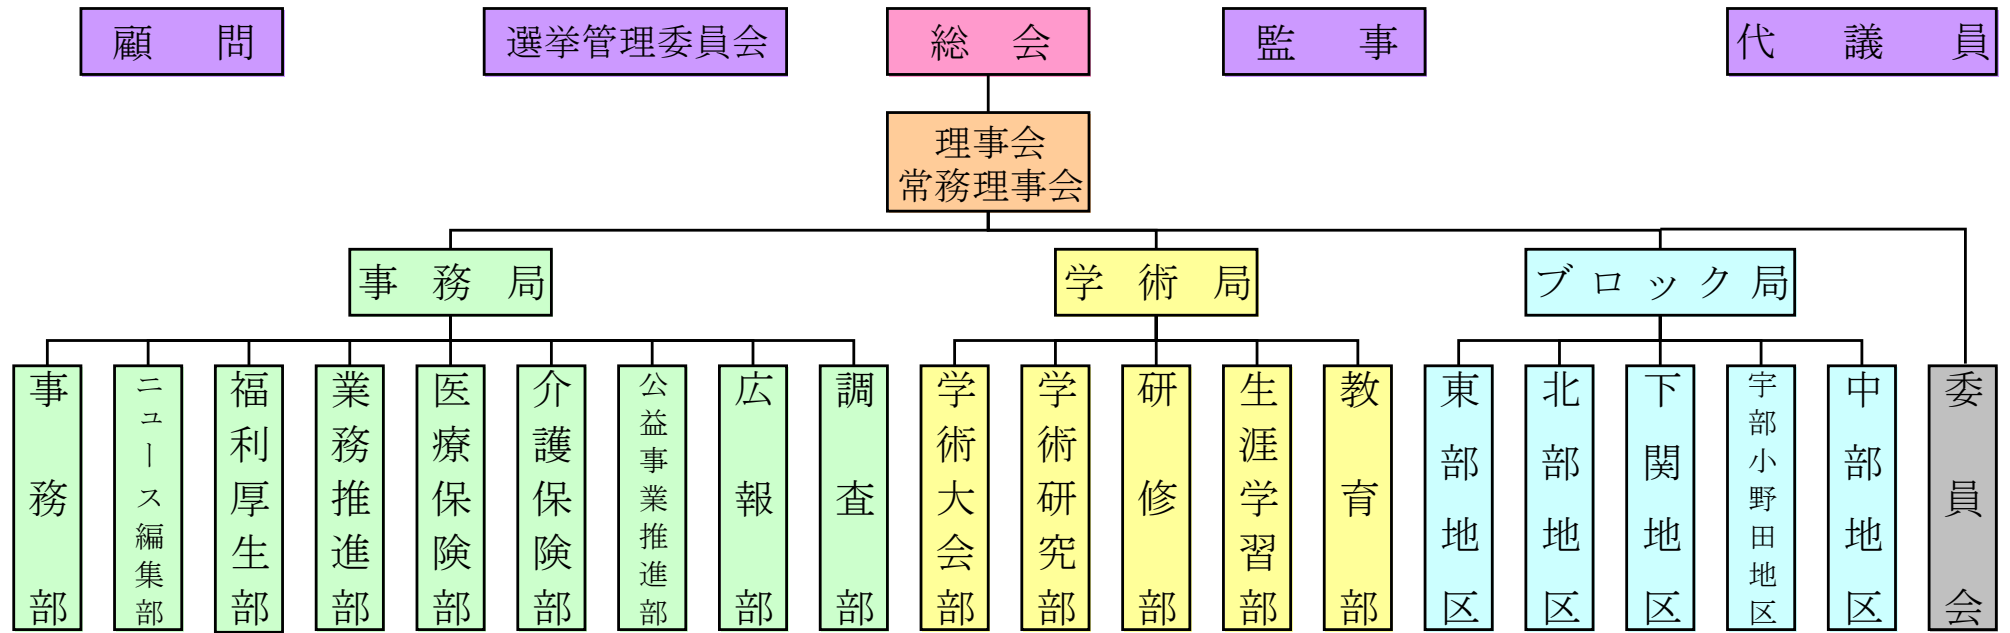 顧問
選挙管理委員会
総会
監事
代議員
理事会
常務理事会
事務局
学術局
ブロック局
事務部
ニュース編集部
福利厚生部
業務推進部
医療保険部
介護保険部
公益事業推進部
広報部
調査部
学術大会部
学術研究部
研修部
生涯学習部
教育部
東部地区
北部地区
下関地区
宇部小野田地区
中部地区
委員会